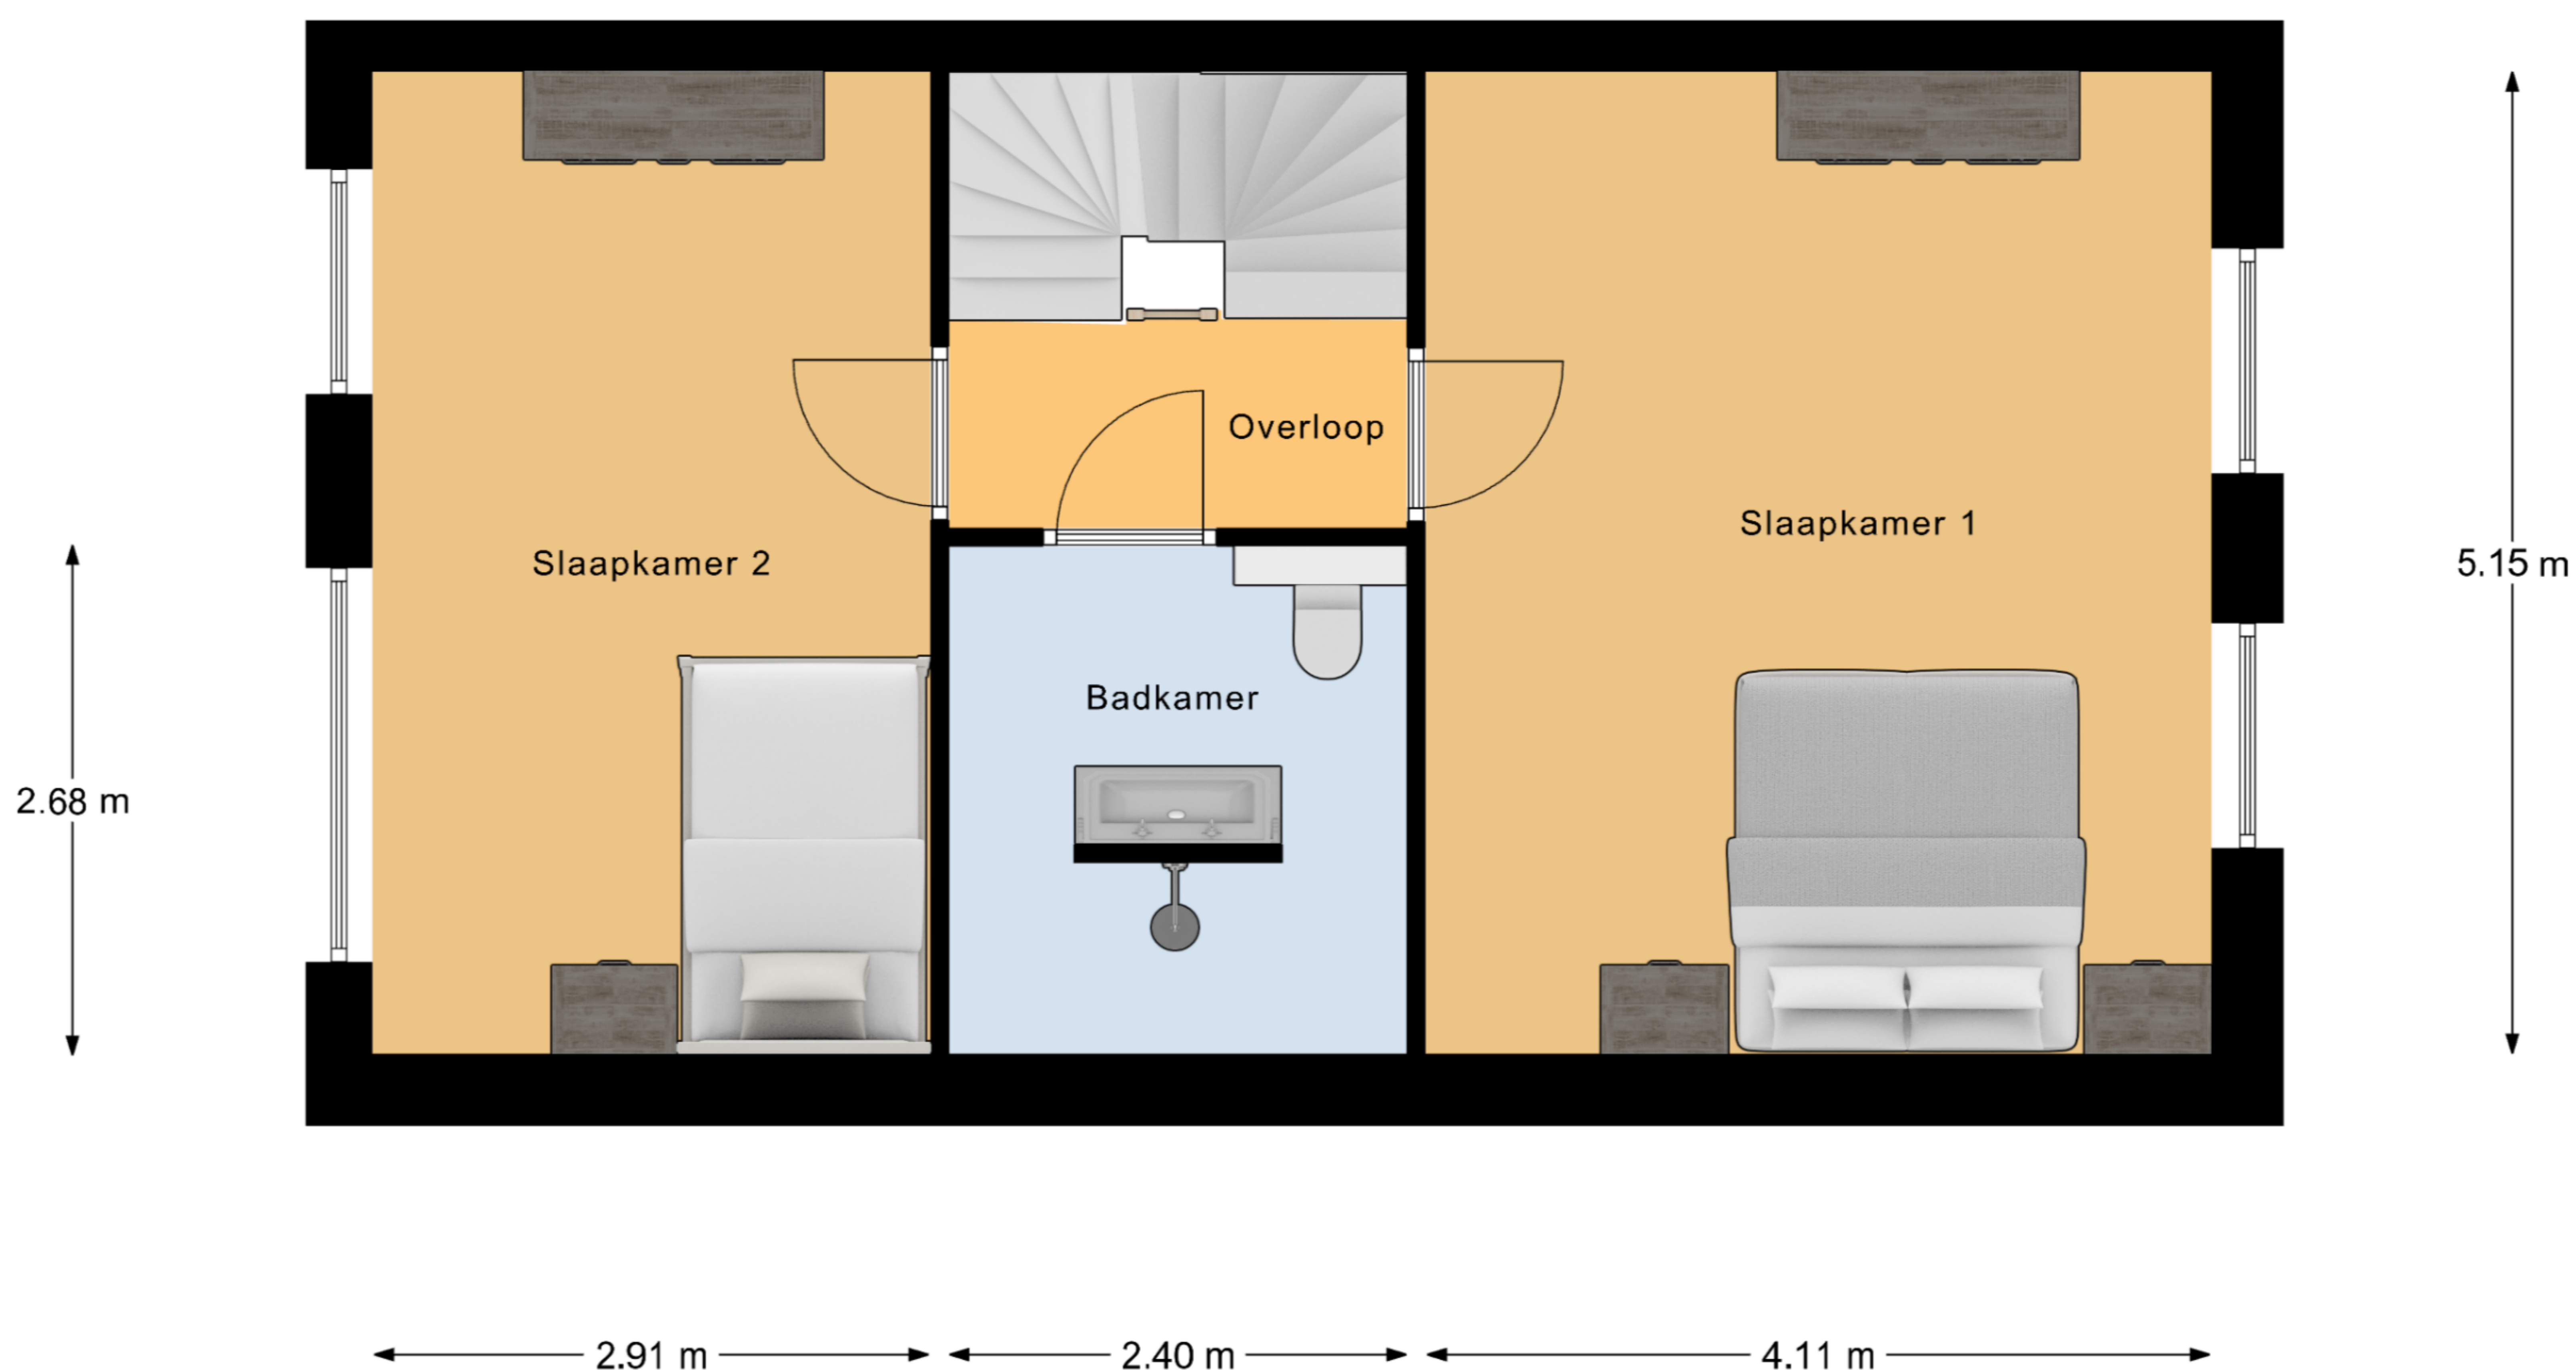 Overloop
Slaapkamer 1
Slaapkamer 2
5.15 m
Badkamer
2.68 m
2.91 m
2.40 m
4.11 m